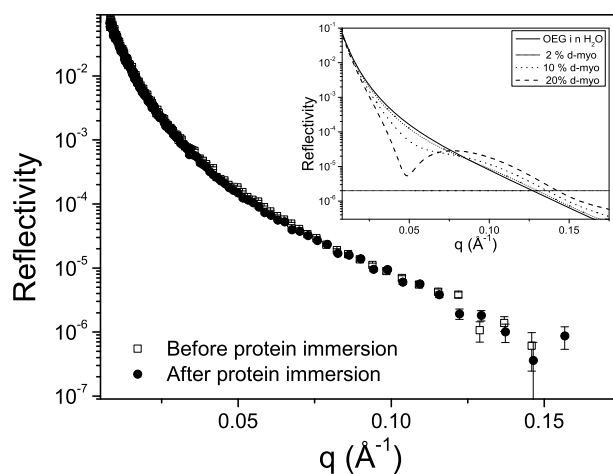 Reflectivity
10⁻²
10⁻³
10⁻⁴
10⁻⁵
10⁻⁶
10⁻⁷
0.05
0.10
0.15
q (Å⁻¹)
Before protein immersion
After protein immersion
Reflectivity
10⁻¹
10⁻²
10⁻³
10⁻⁴
10⁻⁵
10⁻⁶
0.05
0.10
0.15
q (Å⁻¹)
OEG i n H₂O
2 % d-myo
10 % d-myo
20% d-myo